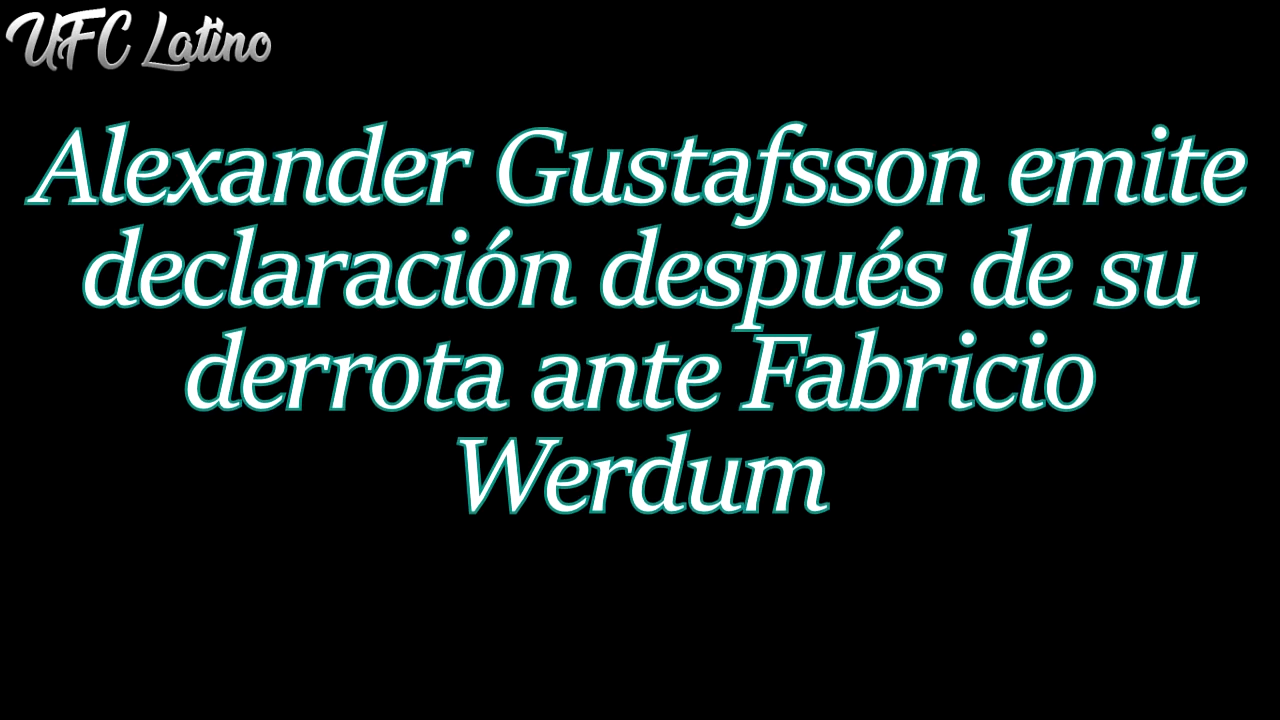 UFC Latino
Alexander Gustafsson emite
declaración después de su
derrota ante Fabricio
Werdum